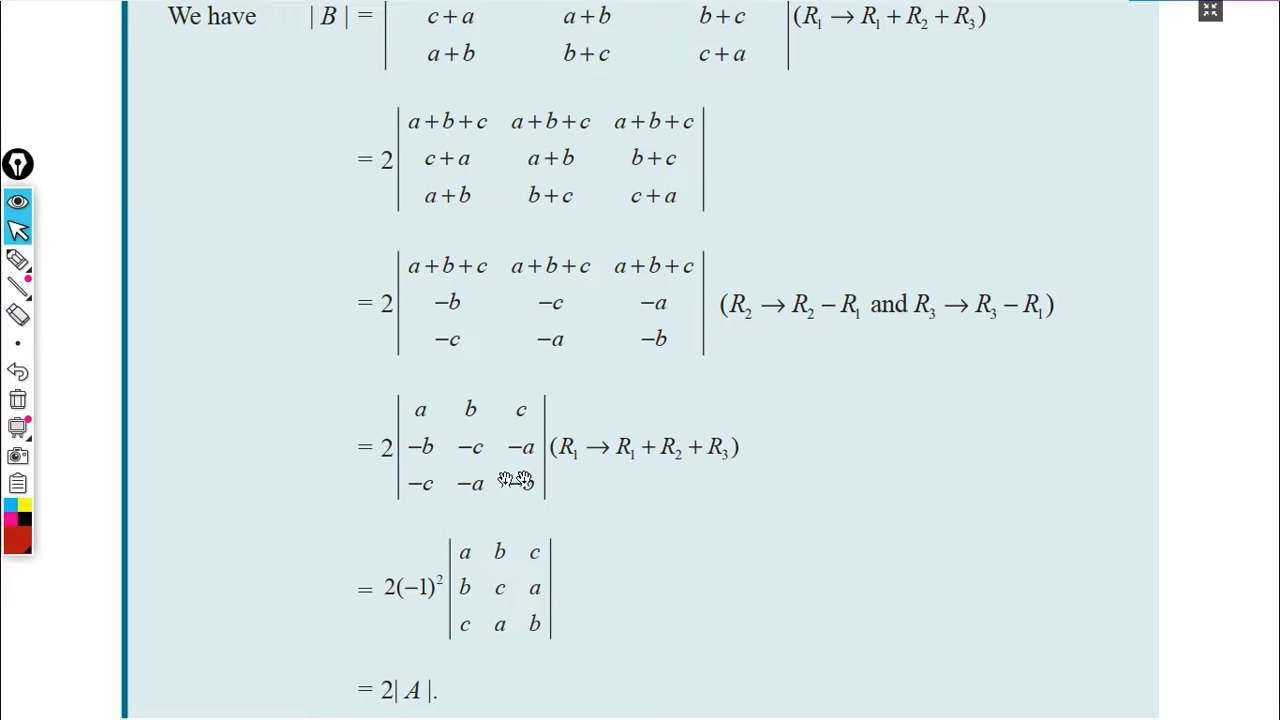 We have | B | = | c + a a + b b + c | (R₁ → R₁ + R₂ + R₃)
a + b b + c c + a
a + b + c a + b + c a + b + c
= 2 | c + a a + b b + c |
a + b b + c c + a
a + b + c a + b + c a + b + c
= 2 | −b −c −a | (R₂ → R₂ − R₁ and R₃ → R₃ − R₁)
−c −a −b
a b c
= 2 | −b −c −a | (R₁ → R₁ + R₂ + R₃)
−c −a −b
a b c
= 2(−1)² | b c a |
c a b
= 2| A |.